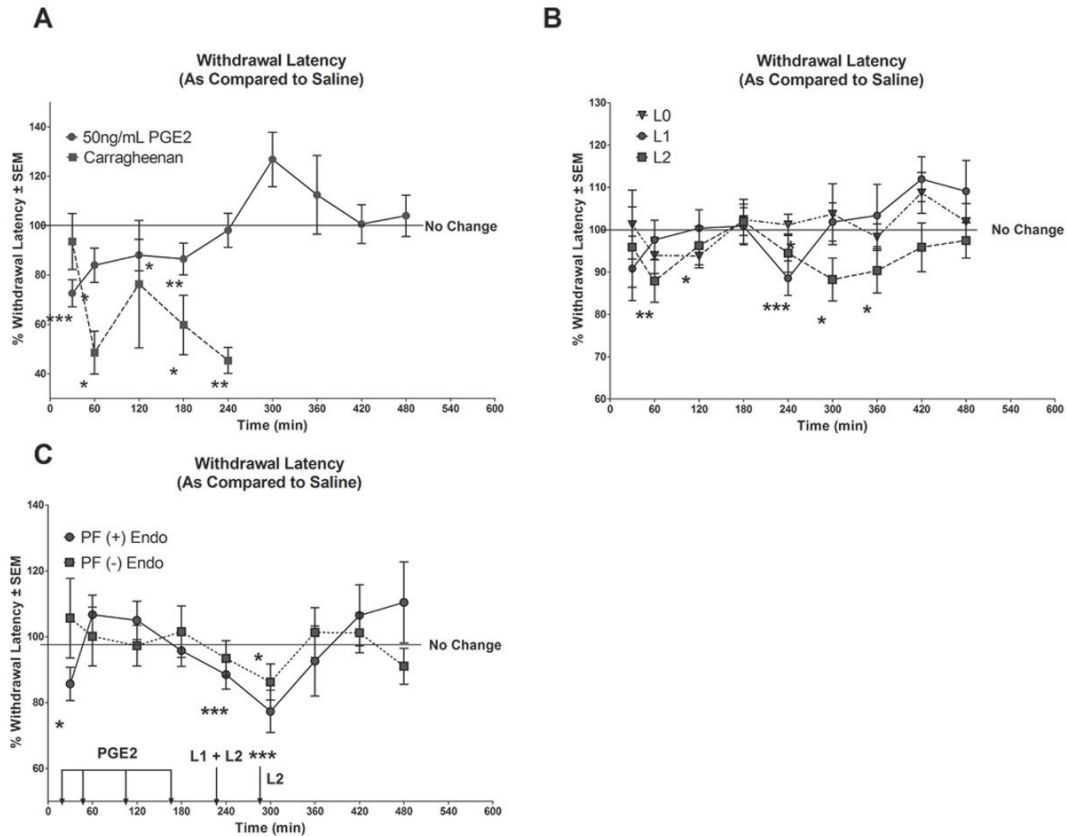 A
Withdrawal Latency
(As Compared to Saline)
% Withdrawal Latency ± SEM
140
120
100
80
60
40
50ng/mL PGE2
Carragheenan
No Change
*** * * ** * * **
0 60 120 180 240 300 360 420 480 540 600
Time (min)
B
Withdrawal Latency
(As Compared to Saline)
% Withdrawal Latency ± SEM
130
120
110
100
90
80
70
60
L0
L1
L2
No Change
** * *** * * *
0 60 120 180 240 300 360 420 480 540 600
Time (min)
C
Withdrawal Latency
(As Compared to Saline)
% Withdrawal Latency ± SEM
140
120
100
80
60
PF (+) Endo
PF (-) Endo
No Change
* *** *
PGE2
L1 + L2
***
L2
0 60 120 180 240 300 360 420 480 540 600
Time (min)